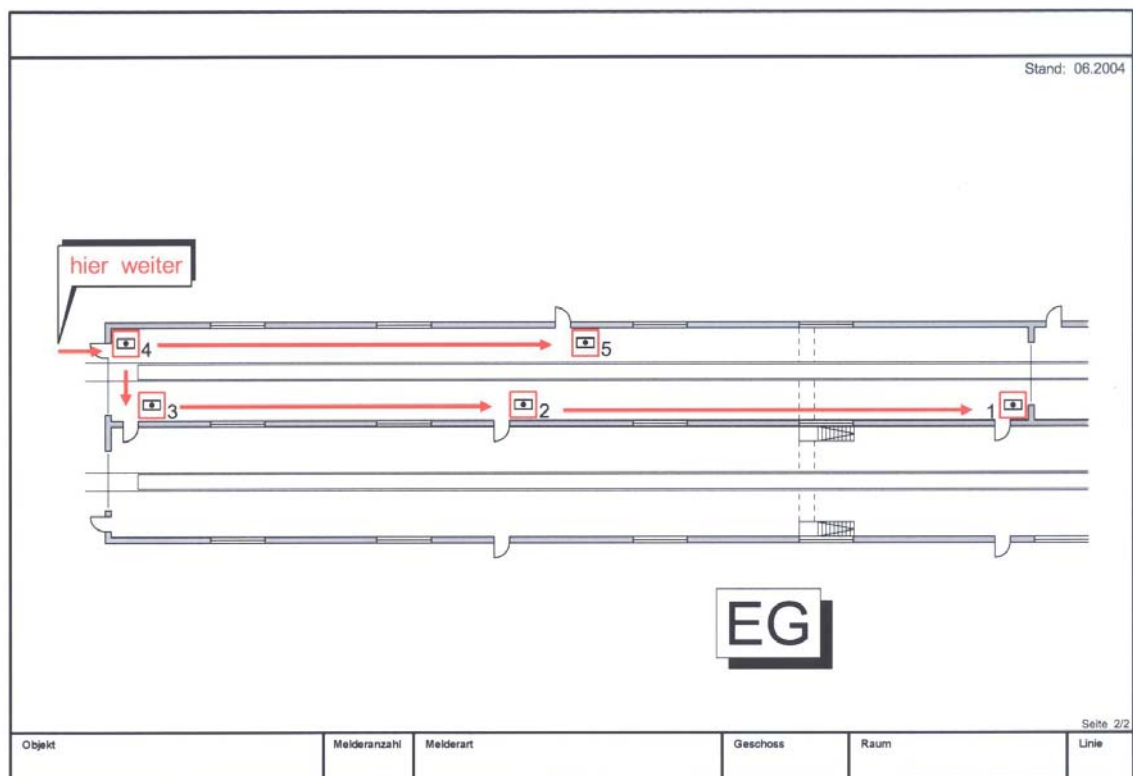 Stand: 06.2004
hier weiter
4
5
3
2
1
EG
Seite 2/2
Objekt
Melderanzahl
Melderart
Geschoss
Raum
Linie